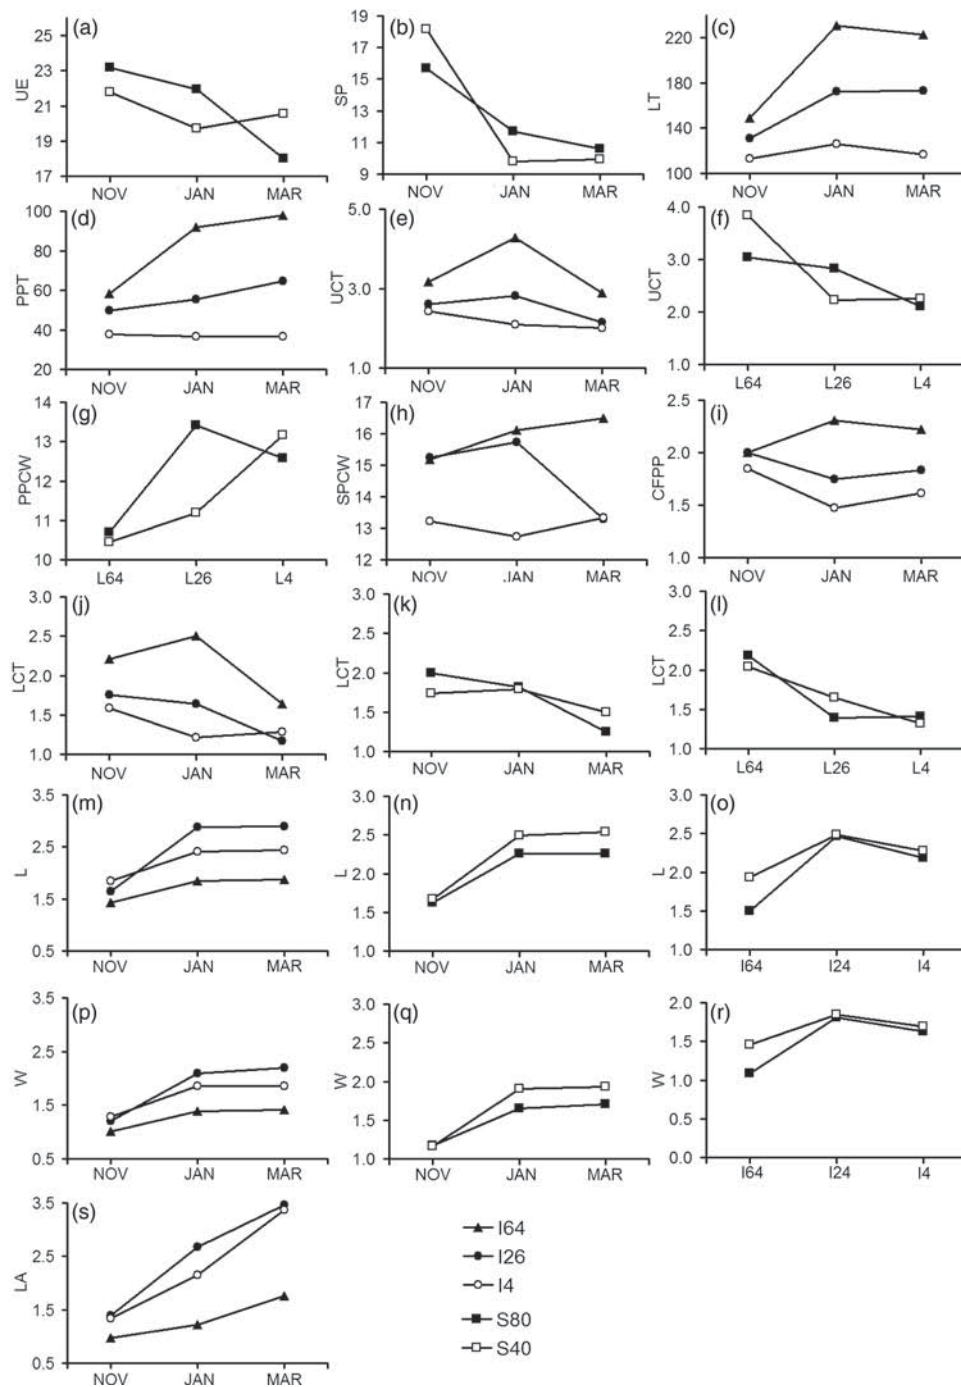 (a)
UE
25
23
21
19
17
NOV JAN MAR
(b)
SP
19
18
16
15
13
11
9
NOV JAN MAR
(c)
LT
220
180
140
100
NOV JAN MAR
(d)
PPT
100
80
60
40
20
NOV JAN MAR
(e)
UCT
5.0
3.0
1.0
NOV JAN MAR
(f)
UCT
4.0
3.0
2.0
1.0
L64 L26 L4
(g)
PPCW
14
13
12
11
10
L64 L26 L4
(h)
SPCW
17
16
15
14
13
12
NOV JAN MAR
(i)
CFPP
2.5
2.0
1.5
1.0
NOV JAN MAR
(j)
LCT
3.0
2.5
2.0
1.5
1.0
NOV JAN MAR
(k)
LCT
3.0
2.5
2.0
1.5
1.0
NOV JAN MAR
(l)
LCT
3.0
2.5
2.0
1.5
1.0
L64 L26 L4
(m)
L
3.5
2.5
1.5
0.5
NOV JAN MAR
(n)
L
3.0
2.5
2.0
1.5
1.0
NOV JAN MAR
(o)
L
3.0
2.5
2.0
1.5
1.0
I64 I24 I4
(p)
W
3.5
2.5
1.5
0.5
NOV JAN MAR
(q)
W
3.0
2.5
2.0
1.5
1.0
NOV JAN MAR
(r)
W
2.0
1.5
1.0
0.5
0.0
I64 I24 I4
(s)
LA
3.5
2.5
1.5
0.5
NOV JAN MAR
I64
I26
I4
S80
S40